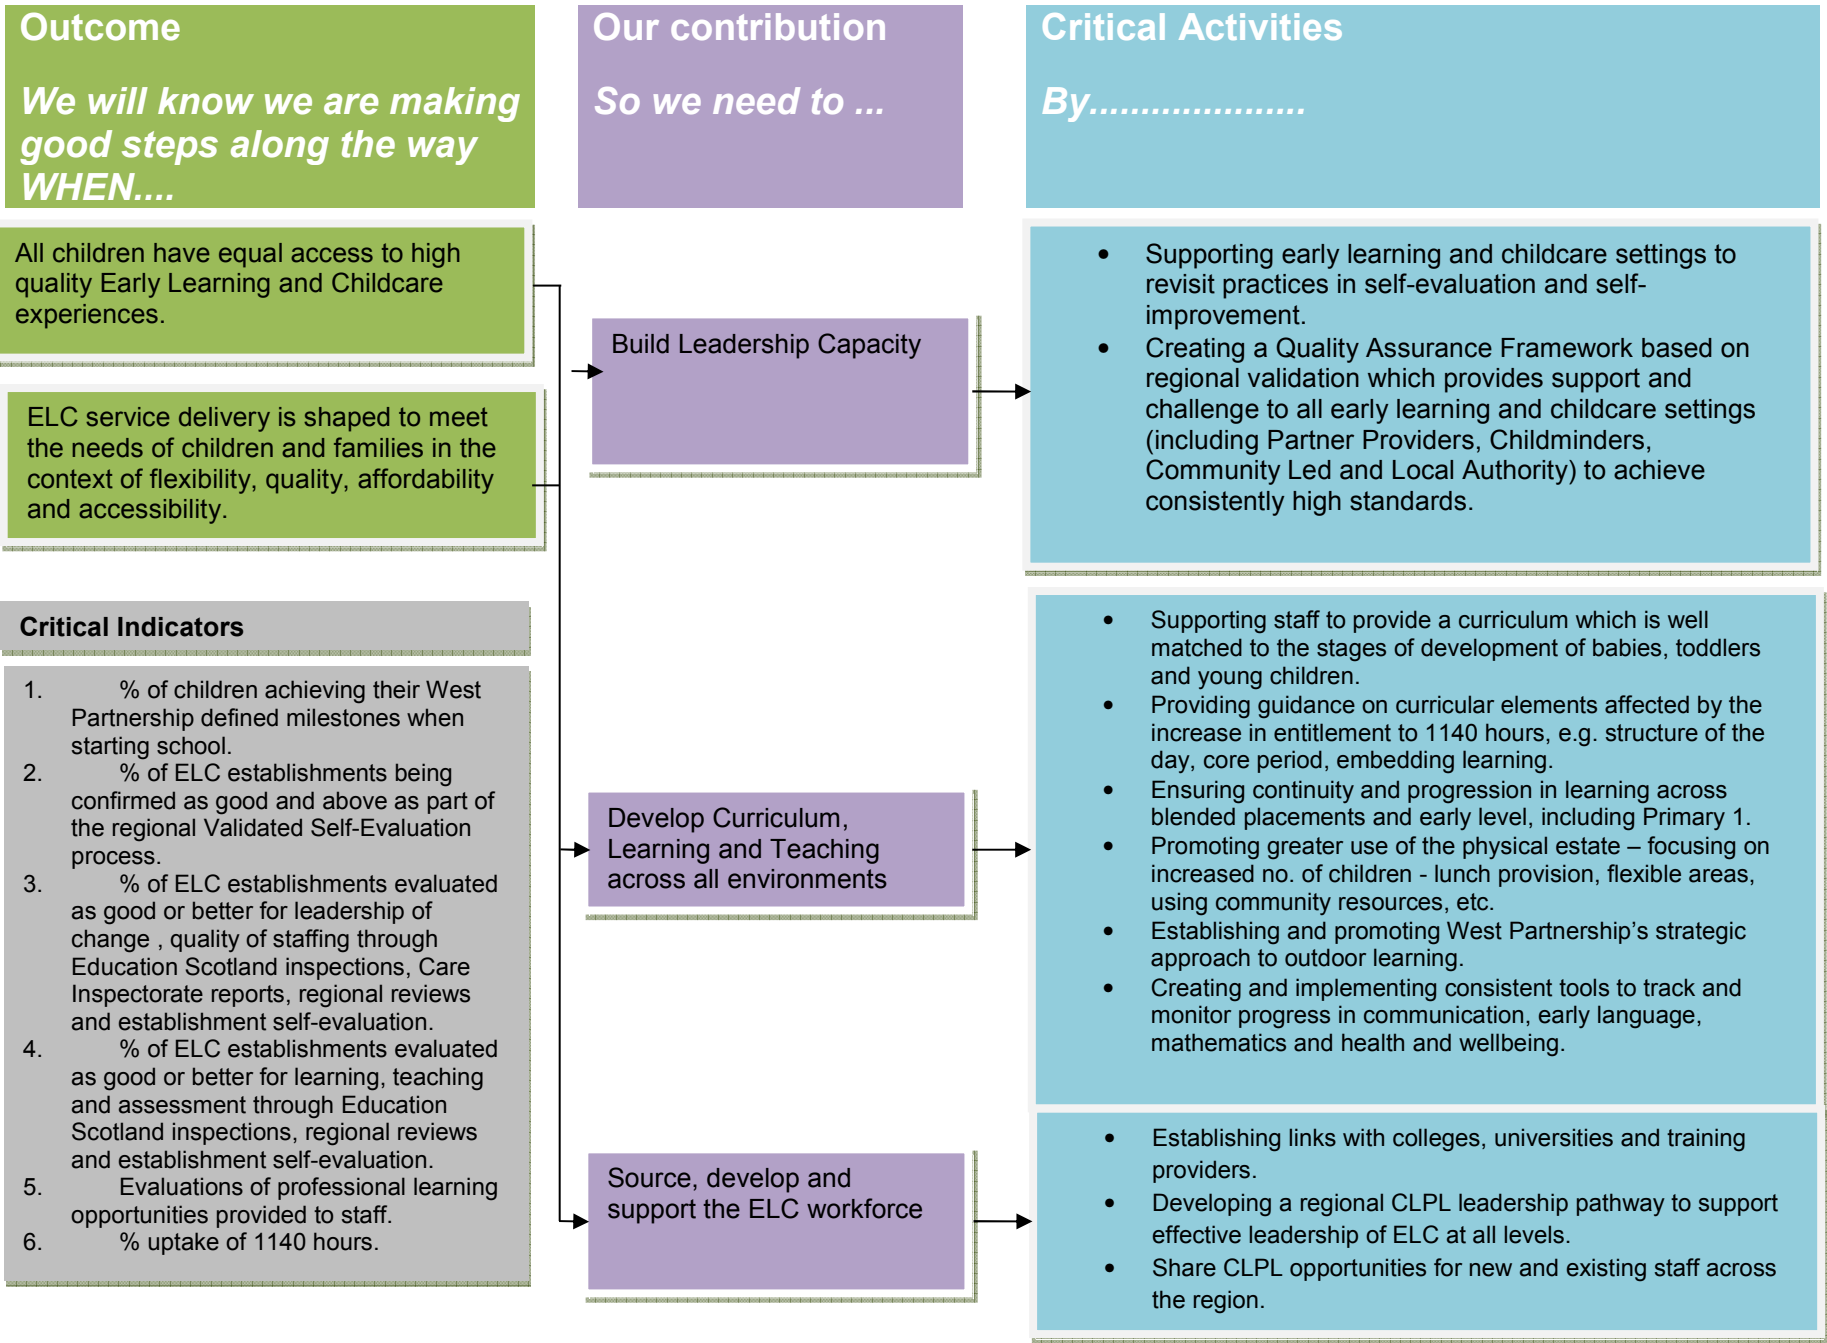 Outcome
We will know we are making
good steps along the way
WHEN....
Our contribution
So we need to ...
Critical Activities
By.....................
All children have equal access to high
quality Early Learning and Childcare
experiences.
ELC service delivery is shaped to meet
the needs of children and families in the
context of flexibility, quality, affordability
and accessibility.
Critical Indicators
1. % of children achieving their West
Partnership defined milestones when
starting school.
2. % of ELC establishments being
confirmed as good and above as part of
the regional Validated Self-Evaluation
process.
3. % of ELC establishments evaluated
as good or better for leadership of
change , quality of staffing through
Education Scotland inspections, Care
Inspectorate reports, regional reviews
and establishment self-evaluation.
4. % of ELC establishments evaluated
as good or better for learning, teaching
and assessment through Education
Scotland inspections, regional reviews
and establishment self-evaluation.
5. Evaluations of professional learning
opportunities provided to staff.
6. % uptake of 1140 hours.
Build Leadership Capacity
Develop Curriculum,
Learning and Teaching
across all environments
Source, develop and
support the ELC workforce
• Supporting early learning and childcare settings to
revisit practices in self-evaluation and self-
improvement.
• Creating a Quality Assurance Framework based on
regional validation which provides support and
challenge to all early learning and childcare settings
(including Partner Providers, Childminders,
Community Led and Local Authority) to achieve
consistently high standards.
• Supporting staff to provide a curriculum which is well
matched to the stages of development of babies, toddlers
and young children.
• Providing guidance on curricular elements affected by the
increase in entitlement to 1140 hours, e.g. structure of the
day, core period, embedding learning.
• Ensuring continuity and progression in learning across
blended placements and early level, including Primary 1.
• Promoting greater use of the physical estate – focusing on
increased no. of children - lunch provision, flexible areas,
using community resources, etc.
• Establishing and promoting West Partnership's strategic
approach to outdoor learning.
• Creating and implementing consistent tools to track and
monitor progress in communication, early language,
mathematics and health and wellbeing.
• Establishing links with colleges, universities and training
providers.
• Developing a regional CLPL leadership pathway to support
effective leadership of ELC at all levels.
• Share CLPL opportunities for new and existing staff across
the region.